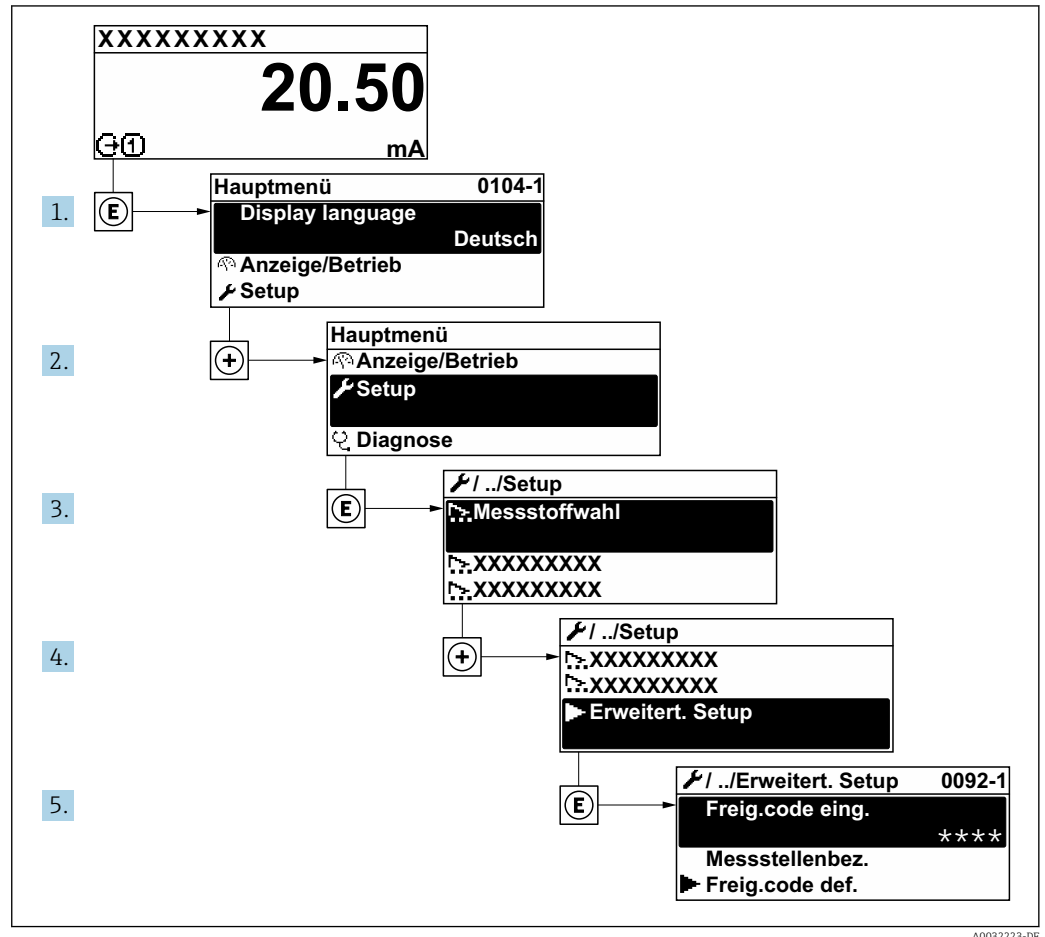 XXXXXXXXX
20.50
1 mA
1. E
Hauptmenü 0104-1
Display language
Deutsch
Anzeige/Betrieb
Setup
2. +
Hauptmenü
Anzeige/Betrieb
Setup
Diagnose
3. E
/ ../Setup
Messstoffwahl
XXXXXXXXX
XXXXXXXXX
4. +
/ ../Setup
XXXXXXXXX
XXXXXXXXX
Erweitert. Setup
5. E
/ ../Erweitert. Setup 0092-1
Freig.code eing.
****
Messstellenbez.
Freig.code def.
A0032223-DE